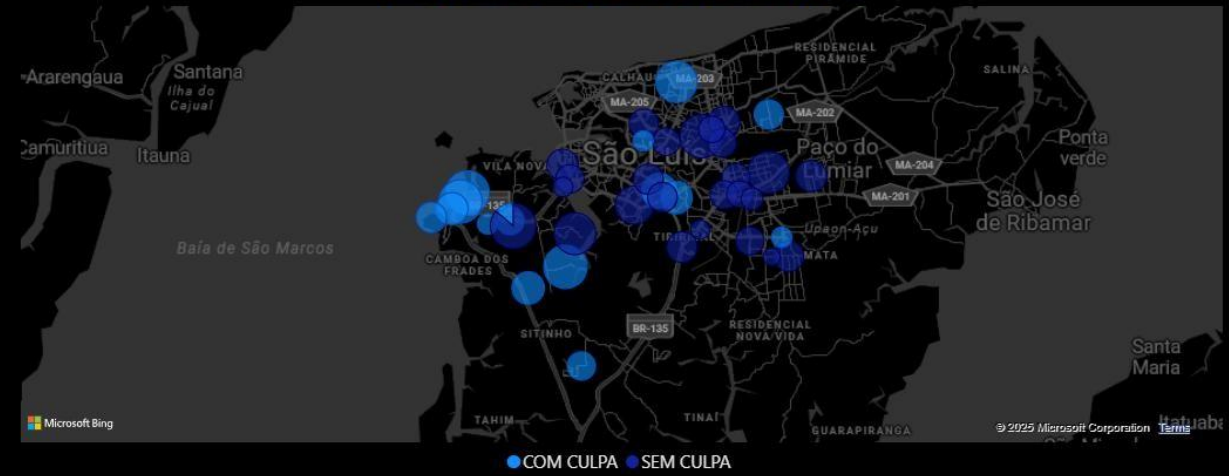 RESIDENCIAL
PIRÂMIDE
Ararengaua
Santana
Ilha do
Cajual
CALHAU
MA-203
SALINA
MA-205
MA-202
Camuritiua
Itauna
VILA NOVA
São Luís
Paço do
Lumiar
MA-204
Ponta
verde
-135
MA-201
São José
de Ribamar
Baía de São Marcos
Upaon-Açu
CAMBOA DOS
FRADES
MATA
SITINHO
BR-135
RESIDENCIAL
NOVA VIDA
Santa
Maria
TAHIM
TINAÍ
GUARAPIRANGA
Microsoft Bing
© 2025 Microsoft Corporation Terms
COM CULPA SEM CULPA